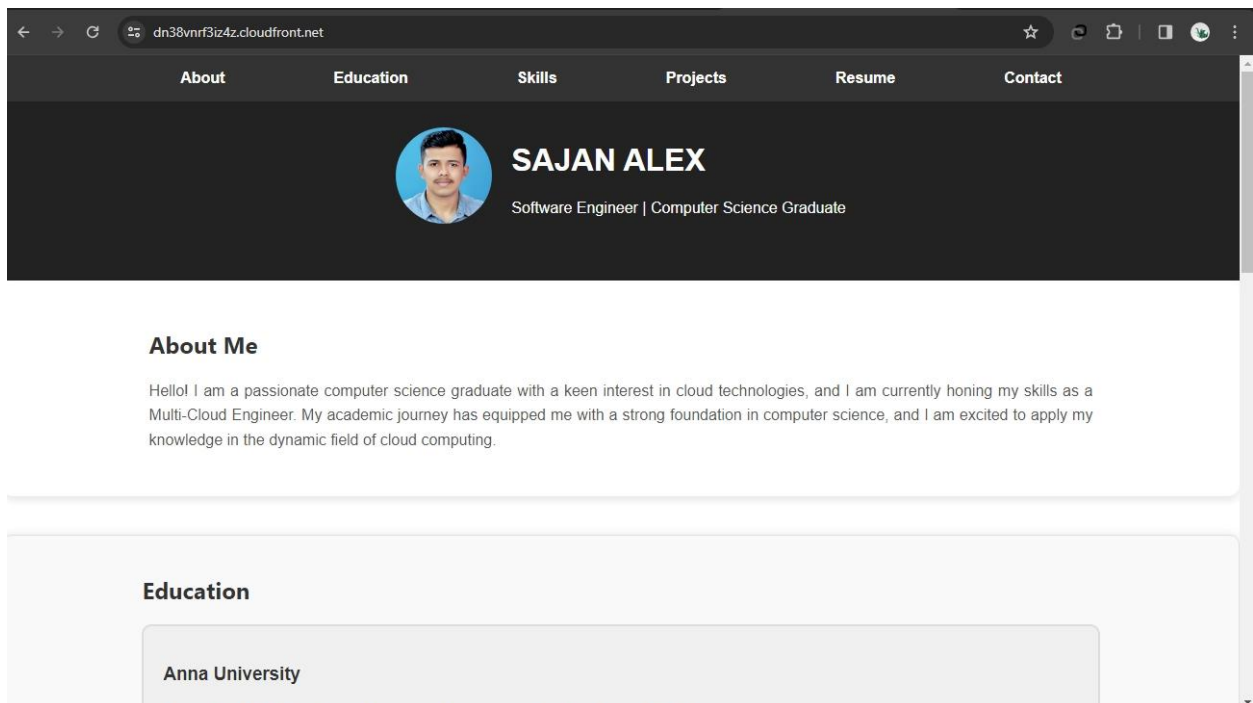 dn38vnrf3iz4z.cloudfront.net
About Education Skills Projects Resume Contact
SAJAN ALEX
Software Engineer | Computer Science Graduate
About Me
Hello! I am a passionate computer science graduate with a keen interest in cloud technologies, and I am currently honing my skills as a
Multi-Cloud Engineer. My academic journey has equipped me with a strong foundation in computer science, and I am excited to apply my
knowledge in the dynamic field of cloud computing.
Education
Anna University